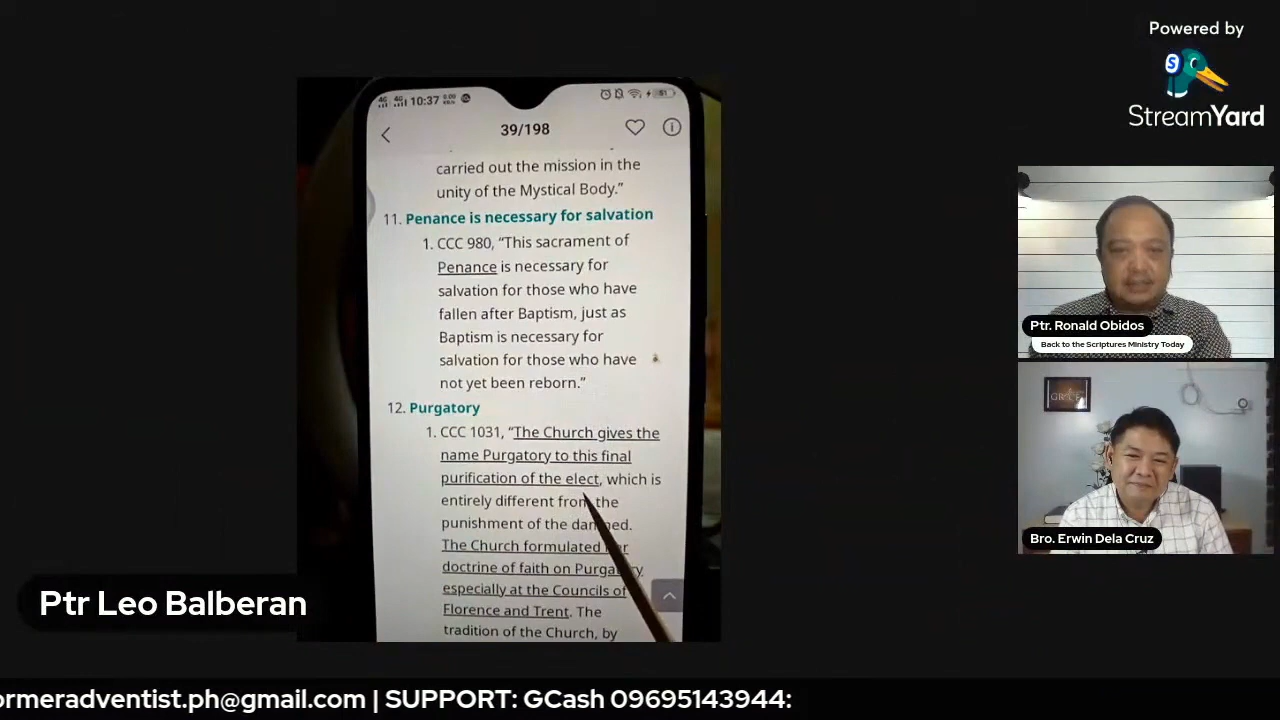 Powered by
StreamYard
10:37
39/198
carried out the mission in the
unity of the Mystical Body.”
11. Penance is necessary for salvation
1. CCC 980, “This sacrament of
Penance is necessary for
salvation for those who have
fallen after Baptism, just as
Baptism is necessary for
salvation for those who have
not yet been reborn.”
12. Purgatory
1. CCC 1031, “The Church gives the
name Purgatory to this final
purification of the elect, which is
entirely different from the
punishment of the damned.
The Church formulated her
doctrine of faith on Purgatory
especially at the Councils of
Florence and Trent. The
tradition of the Church, by
Ptr. Ronald Obidos
Back to the Scriptures Ministry Today
GRACE
Bro. Erwin Dela Cruz
Ptr Leo Balberan
ormeradventist.ph@gmail.com | SUPPORT: GCash 09695143944: